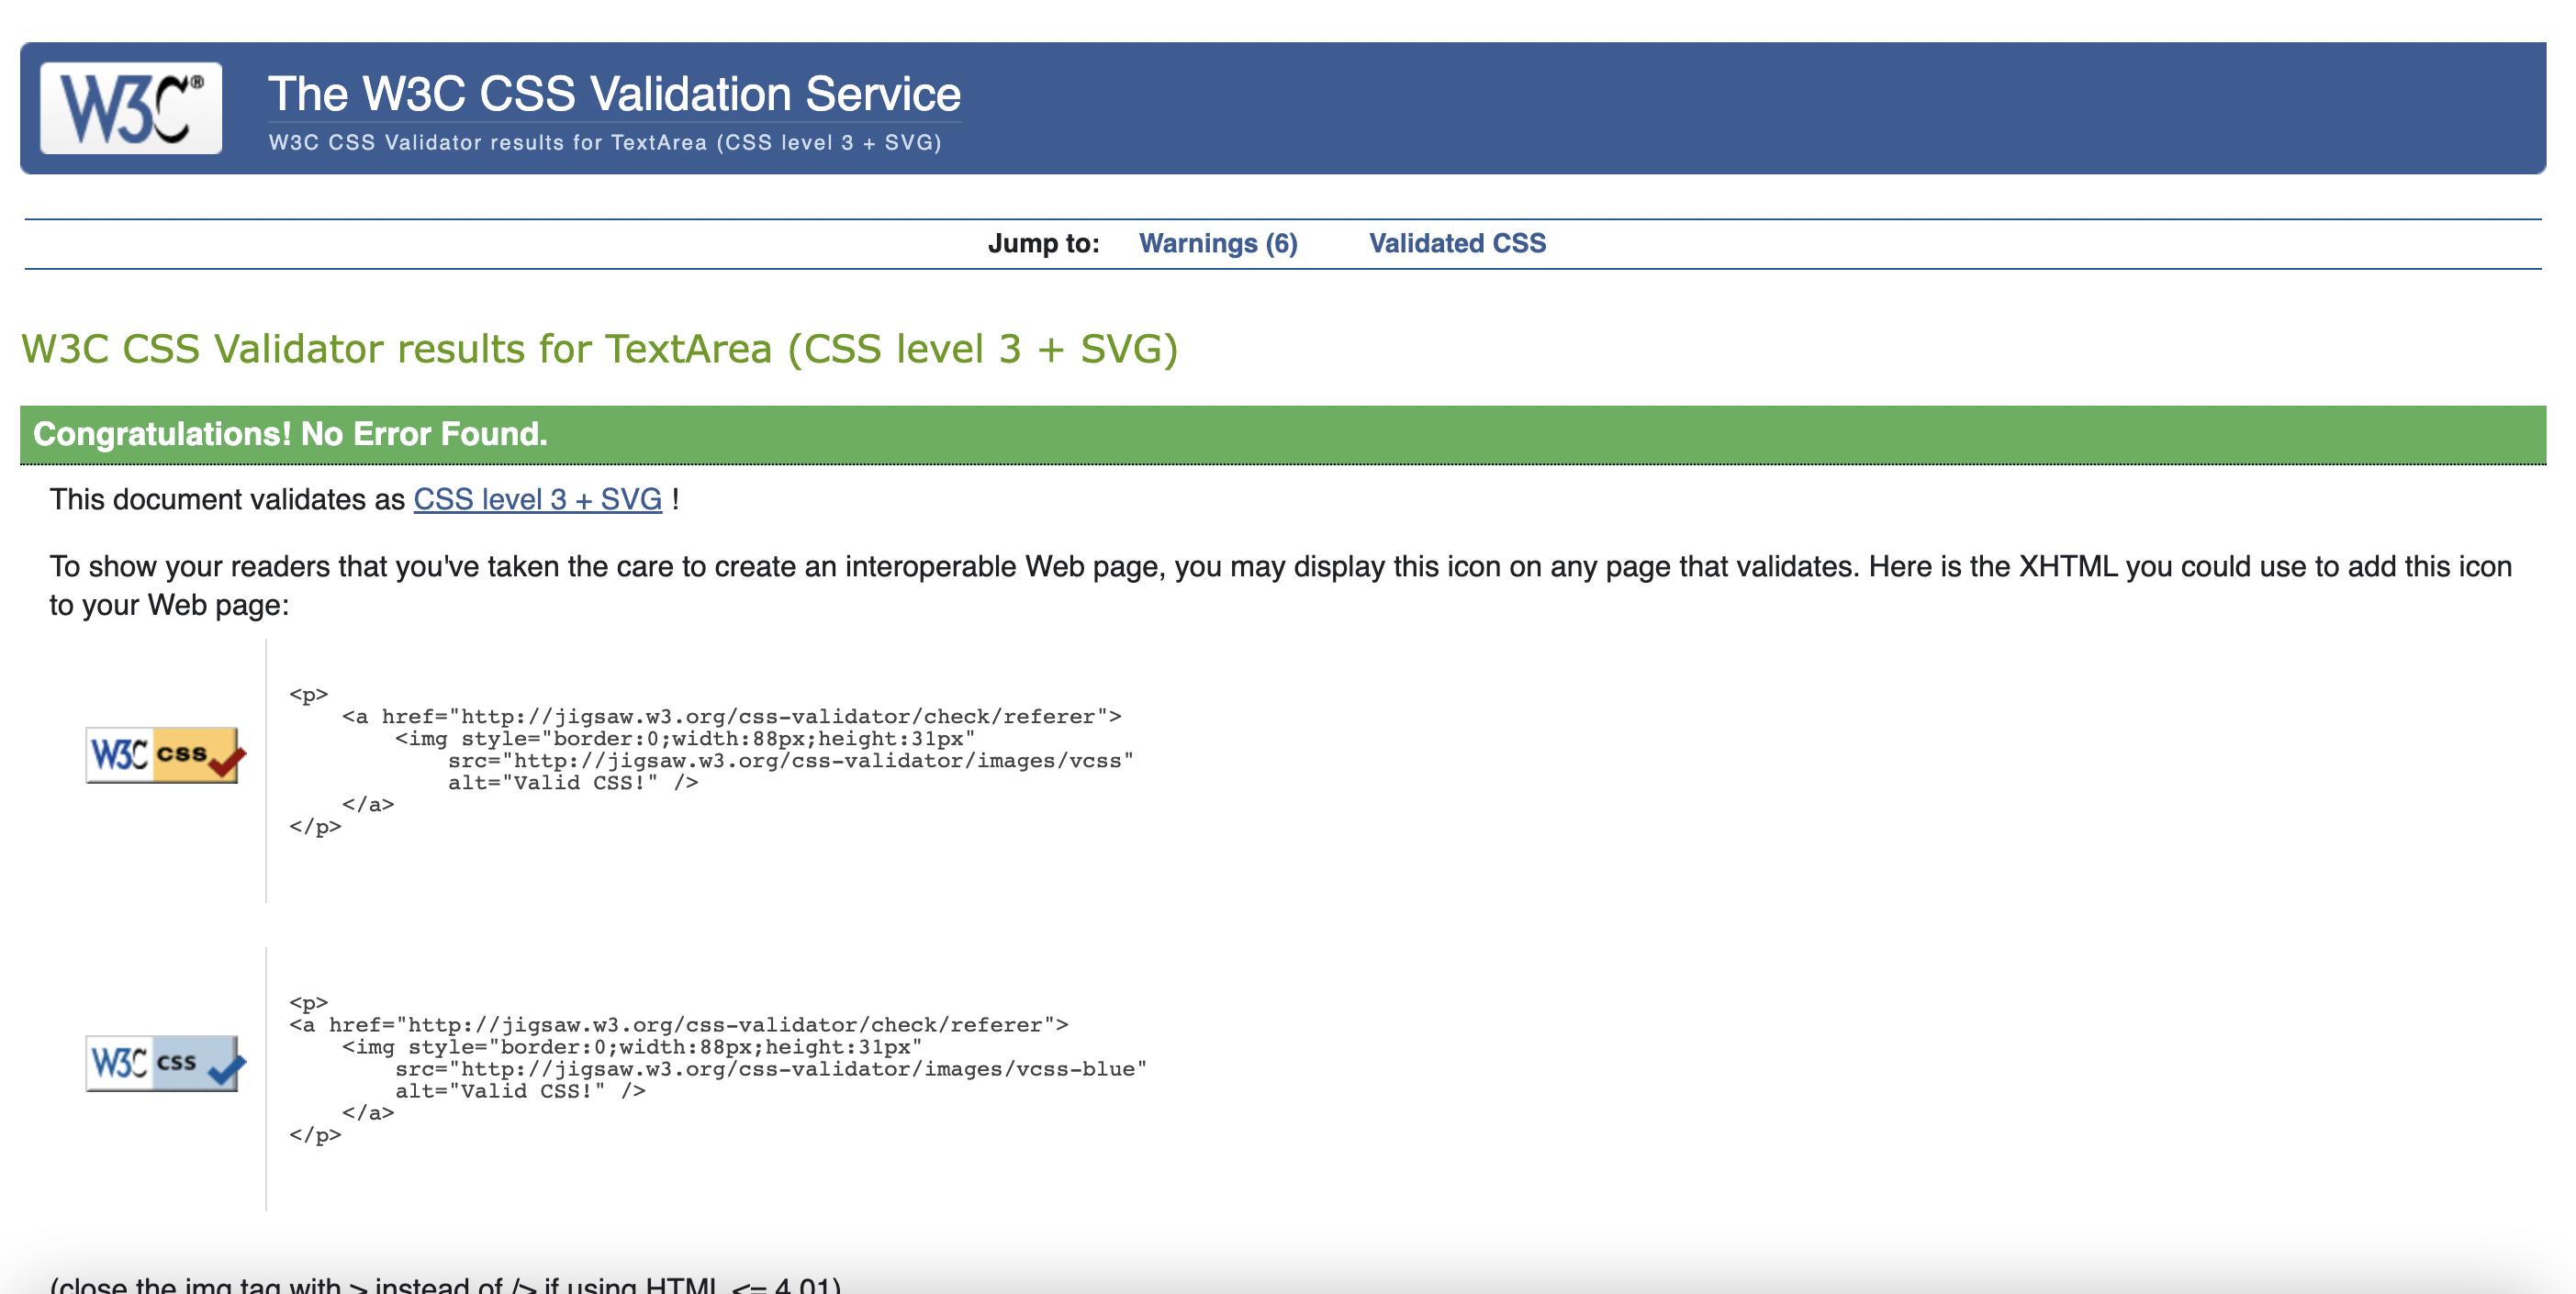 W3C®
The W3C CSS Validation Service
W3C CSS Validator results for TextArea (CSS level 3 + SVG)
Jump to: Warnings (6) Validated CSS
W3C CSS Validator results for TextArea (CSS level 3 + SVG)
Congratulations! No Error Found.
This document validates as CSS level 3 + SVG !
To show your readers that you've taken the care to create an interoperable Web page, you may display this icon on any page that validates. Here is the XHTML you could use to add this icon
to your Web page:
<p>
<a href="http://jigsaw.w3.org/css-validator/check/referer">
<img style="border:0;width:88px;height:31px"
W3C css
src="http://jigsaw.w3.org/css-validator/images/vcss"
alt="Valid CSS!" />
</a>
</p>
<p>
<a href="http://jigsaw.w3.org/css-validator/check/referer">
<img style="border:0;width:88px;height:31px"
W3C css
src="http://jigsaw.w3.org/css-validator/images/vcss-blue"
alt="Valid CSS!" />
</a>
</p>
(close the img tag with > instead of /> if using HTML <= 4.01)